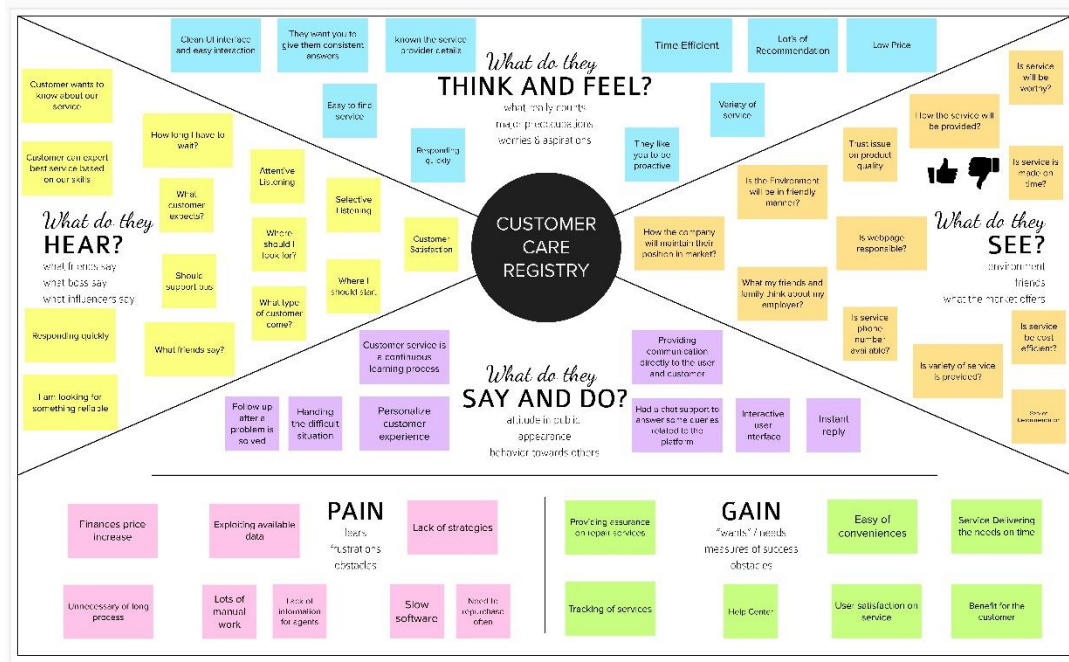 Clean UI interface
and easy interaction
They want you to
give them consistent
answers
known the service
provider details
Time Efficient
Lot's of
Recommendation
Low Price
What do they
THINK AND FEEL?
what really counts
major preoccupations
worries & aspirations
Easy to find
service
Responding
quickly
Variety of
service
They like
you to be
proactive
Customer wants to
know about our
service
How long I have to
wait?
Customer can expert
best service based
on our skills
Attentive
Listening
What
customer
expects?
Selective
Listening
What do they
HEAR?
what friends say
what boss say
what influencers say
Where
should I
look for?
Customer
Satisfaction
Should
support bus
What type
of customer
come?
Where I
should start
Responding quickly
What friends say?
I am looking for
something reliable
CUSTOMER
CARE
REGISTRY
Is service
will be
worthy?
How the service will
be provided?
Trust issue
on product
quality
Is service is
made on
time?
Is the Environment
will be in friendly
manner?
What do they
SEE?
environment
friends
what the market offers
How the company
will maintain their
position in market?
Is webpage
responsible?
What my friends and
family think about my
employer?
Is service
phone
number
available?
Is service
be cost
efficient?
Is variety of service
is provided?
Service
Customer service is
a continuous
learning process
What do they
SAY AND DO?
attitude in public
appearance
behavior towards others
Providing
communication
directly to the user
and customer
Follow up
after a
problem is
so ved
Handing
the difficult
situation
Personalize
customer
experience
Had a chat support to
answer some queries
related to the
platform
Interactive
user
interface
Instant
reply
PAIN
fears
frustrations
obstacles
Finances price
increase
Exploiting available
data
Lack of strategies
Unnecessary of long
process
Lots of
manual
work
Lack of
information
for agents
Slow
software
Need to
repurchase
often
GAIN
"wants" / needs
measures of success
obstacles
Providing assurance
on repair services
Easy of
conveniences
Service Delivering
the needs on time
Tracking of services
Help Center
User satisfaction on
service
Benefit for the
customer